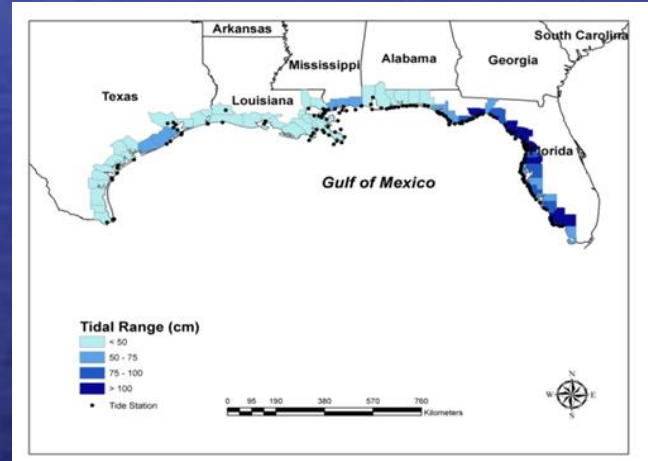 Arkansas
South Carolina
Mississippi
Alabama
Georgia
Texas
Louisiana
Florida
Gulf of Mexico
Tidal Range (cm)
< 50
50 - 75
75 - 100
> 100
Tide Station
0 95 190 380 570 760
Kilometers
N
W E
S